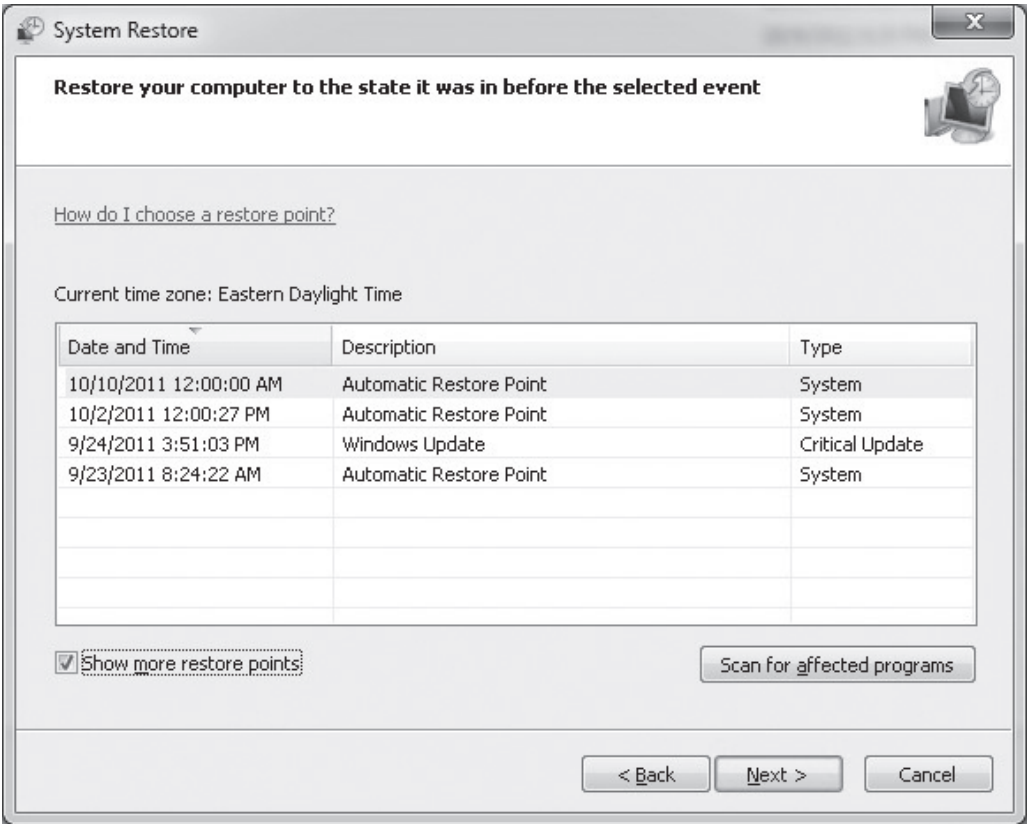 System Restore
Restore your computer to the state it was in before the selected event
How do I choose a restore point?
Current time zone: Eastern Daylight Time
Date and Time Description Type
10/10/2011 12:00:00 AM Automatic Restore Point System
10/2/2011 12:00:27 PM Automatic Restore Point System
9/24/2011 3:51:03 PM Windows Update Critical Update
9/23/2011 8:24:22 AM Automatic Restore Point System
Show more restore points Scan for affected programs
< Back Next > Cancel